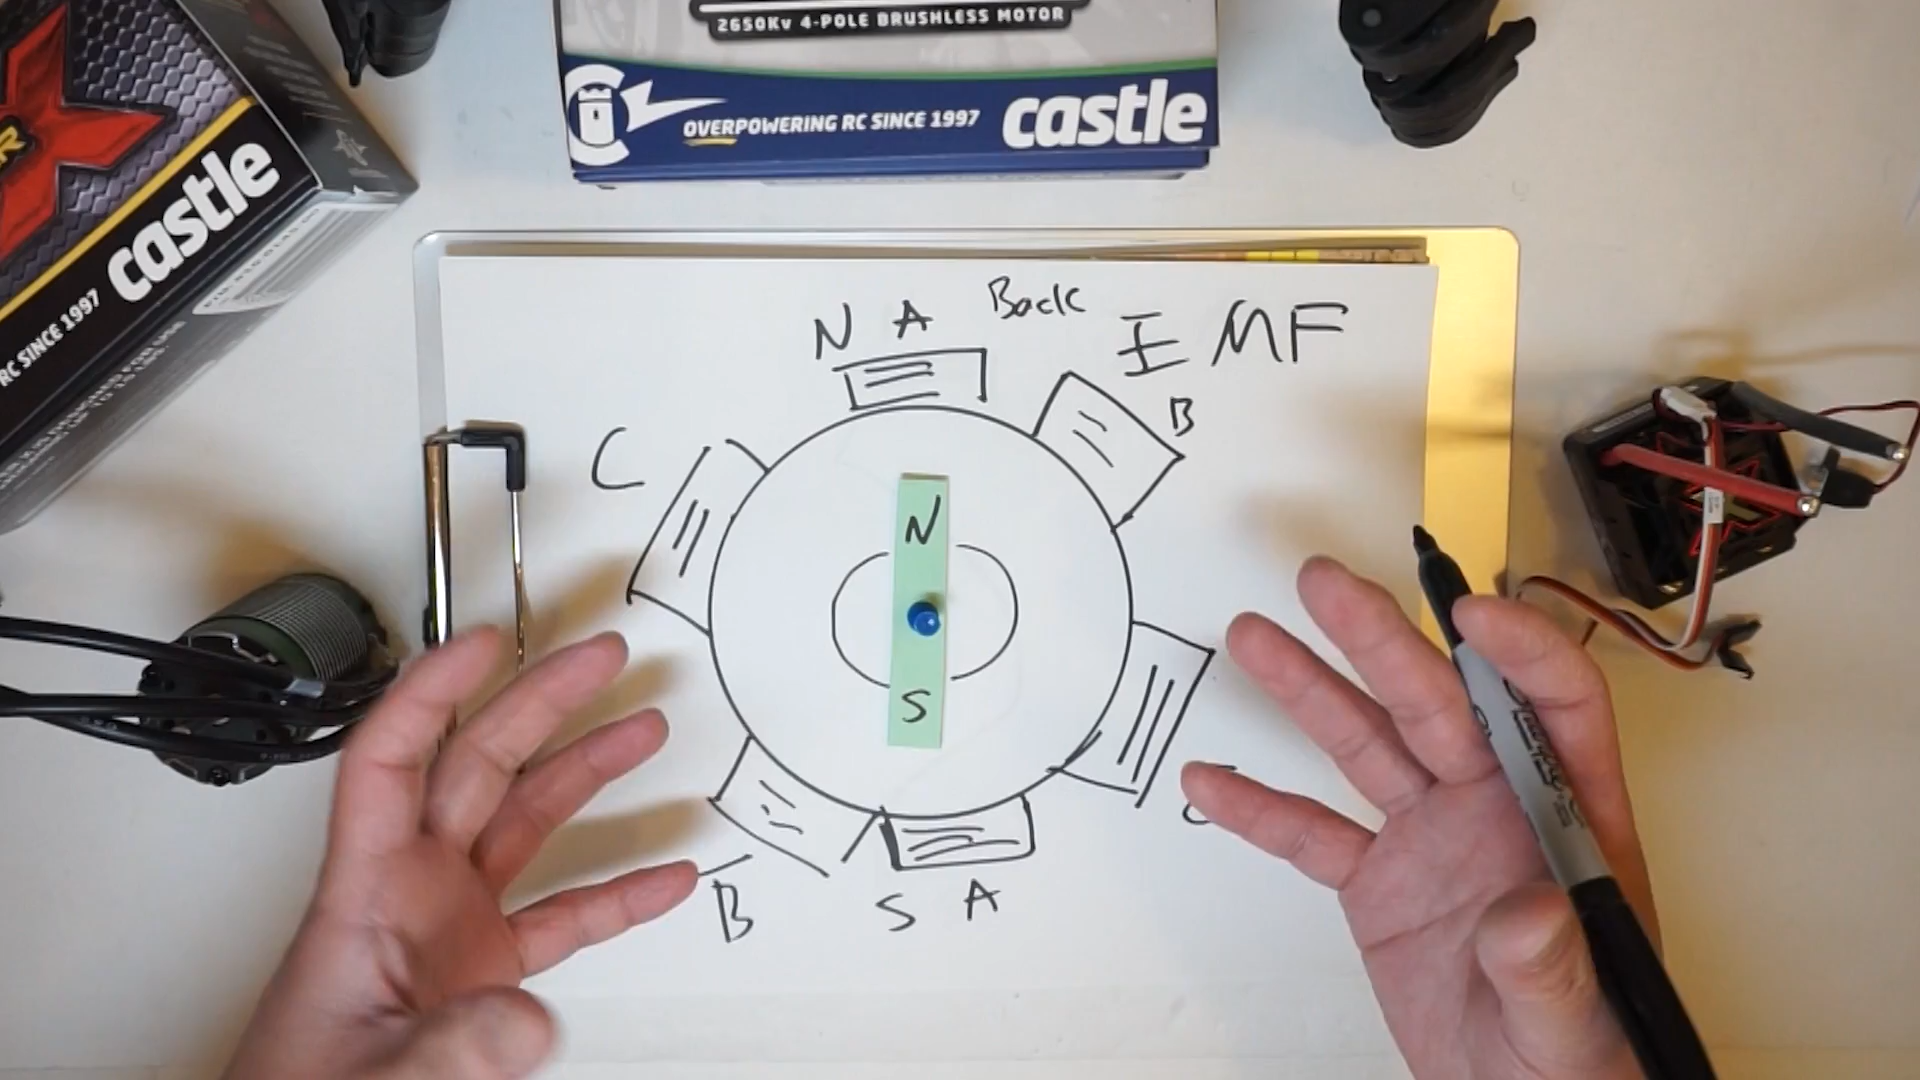 2650Kv 4-POLE BRUSHLESS MOTOR
OVERPOWERING RC SINCE 1997
castle
castle
RC SINCE 1997
N A
Back
EMF
B
C
N
S
B
S A